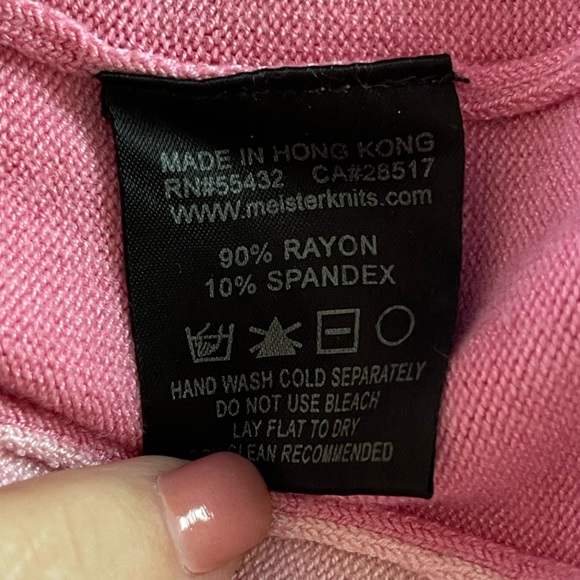 MADE IN HONG KONG
RN#55432 CA#28517
WWW.meisterknits.com
90% RAYON
10% SPANDEX
HAND WASH COLD SEPARATELY
DO NOT USE BLEACH
LAY FLAT TO DRY
CLEAN RECOMMENDED